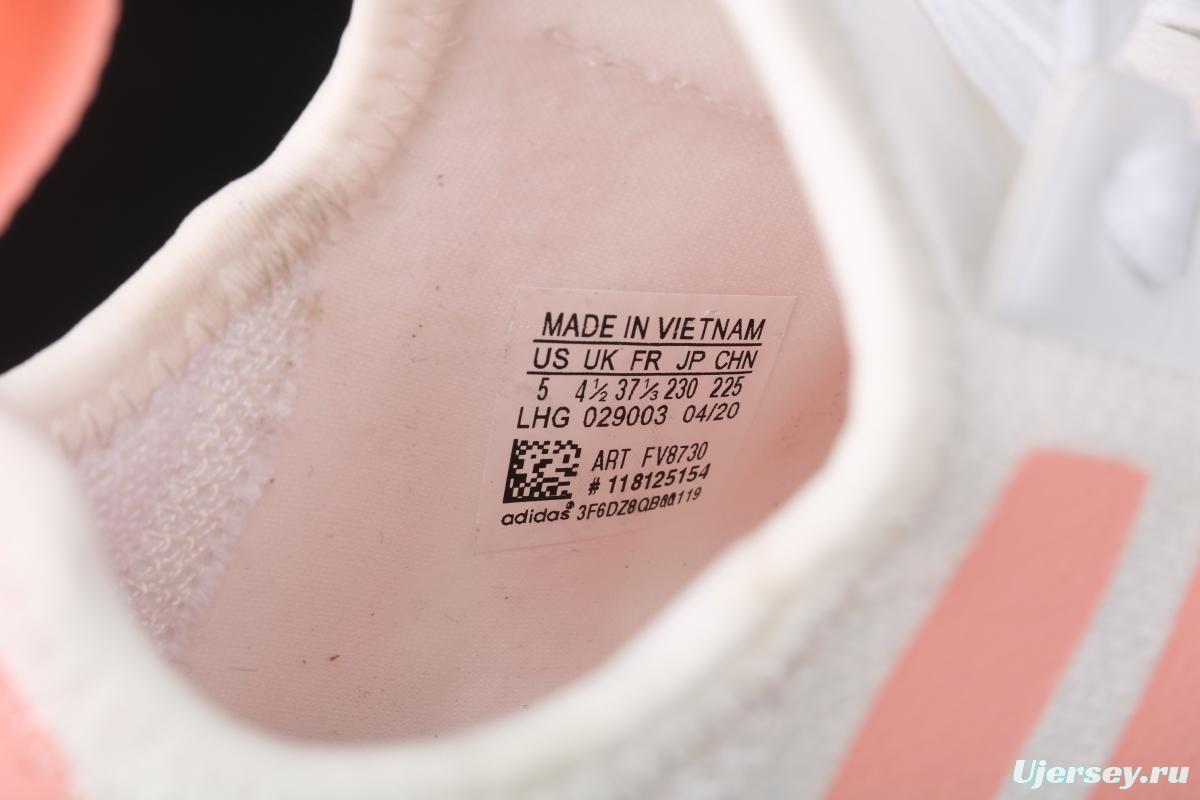 MADE IN VIETNAM
US UK FR JP CHN
5 4½ 37⅓ 230 225
LHG 029003 04/20
ART FV8730
# 118125154
adidas®
Ujersey.ru